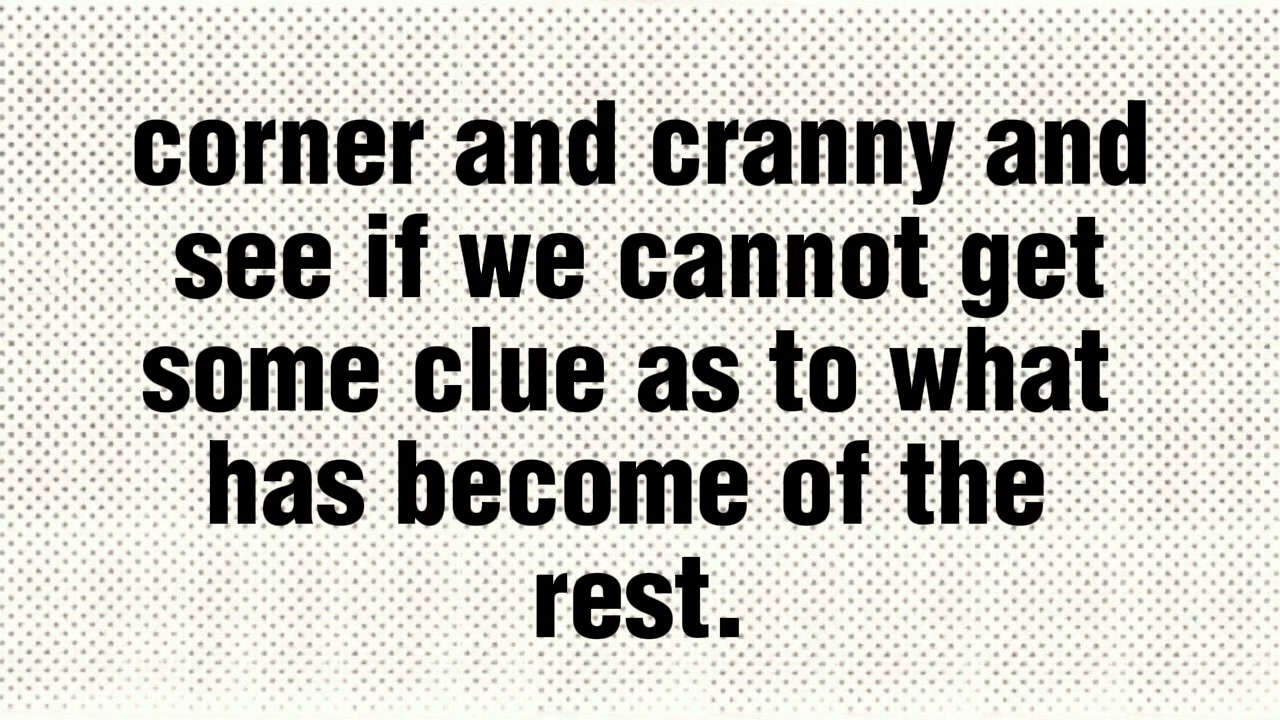 corner and cranny and
see if we cannot get
some clue as to what
has become of the
rest.